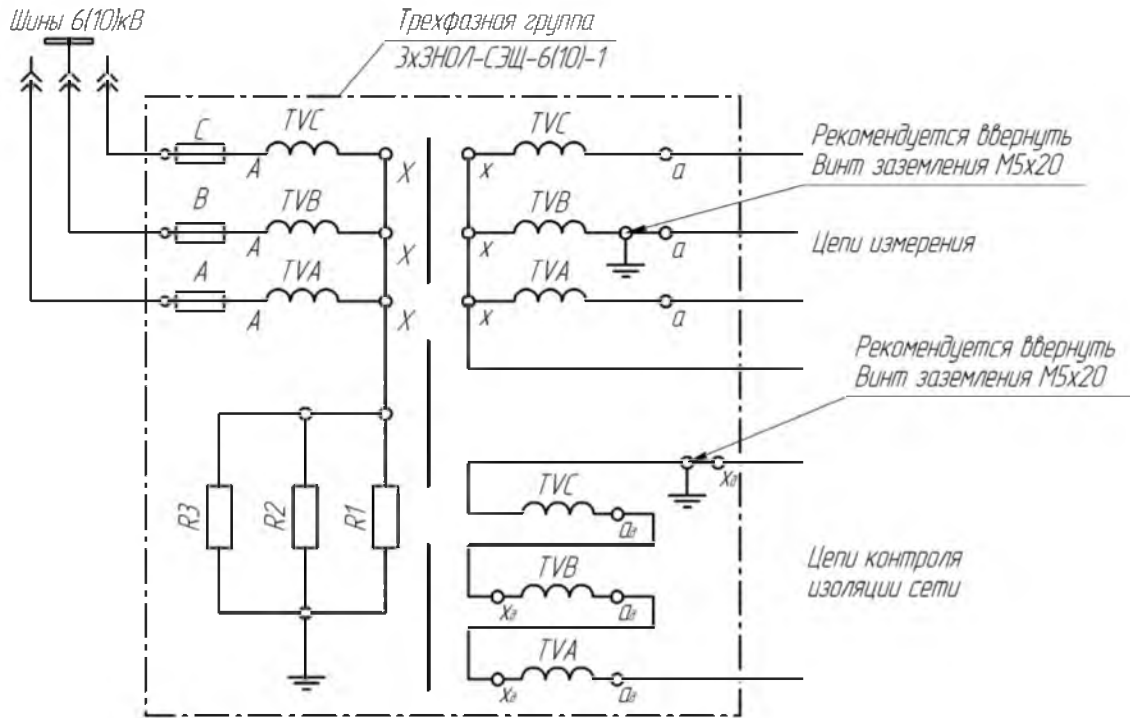 Шины 6(10)кВ
Трехфазная группа
3хЗНОЛ-СЭЩ-6(10)-1
C
TVC
A
X
B
TVB
A
X
A
TVA
A
X
TVC
x
a
TVB
a
TVA
x
a
Рекомендуется ввернуть
Винт заземления М5х20
Цепи измерения
Рекомендуется ввернуть
Винт заземления М5х20
R3
R2
R1
xд
TVC
aд
TVB
xд
aд
TVA
xд
aд
Цепи контроля
изоляции сети